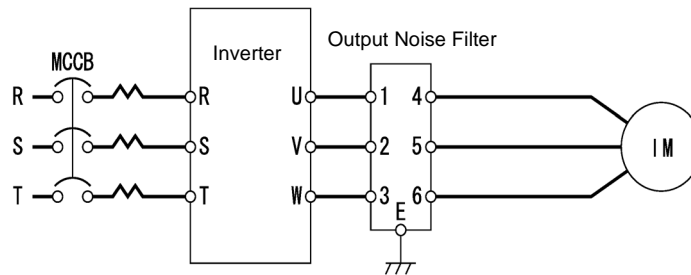 Inverter
Output Noise Filter
MCCB
R R U 1 4
S S V 2 5 IM
T T W 3 6
E